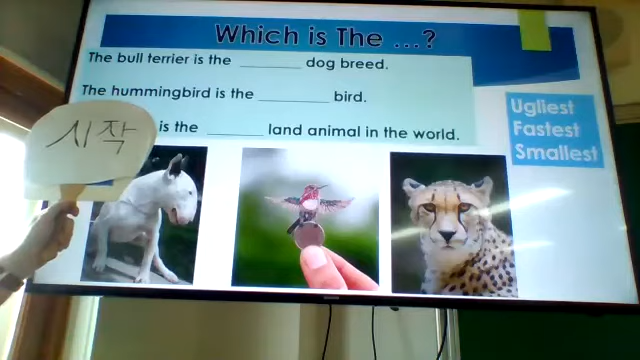 Which is The ...?
The bull terrier is the ________ dog breed.
The hummingbird is the ________ bird.
is the ________ land animal in the world.
Ugliest
Fastest
Smallest
시작